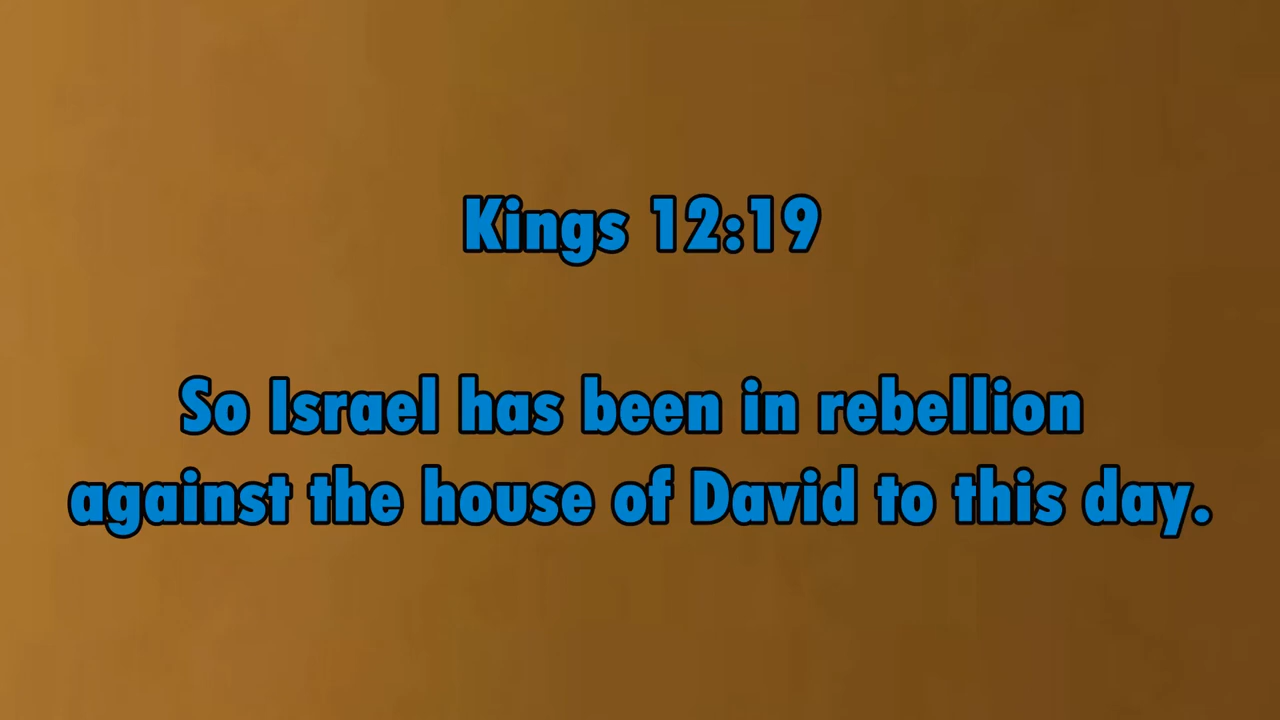 Kings 12:19
So Israel has been in rebellion
against the house of David to this day.